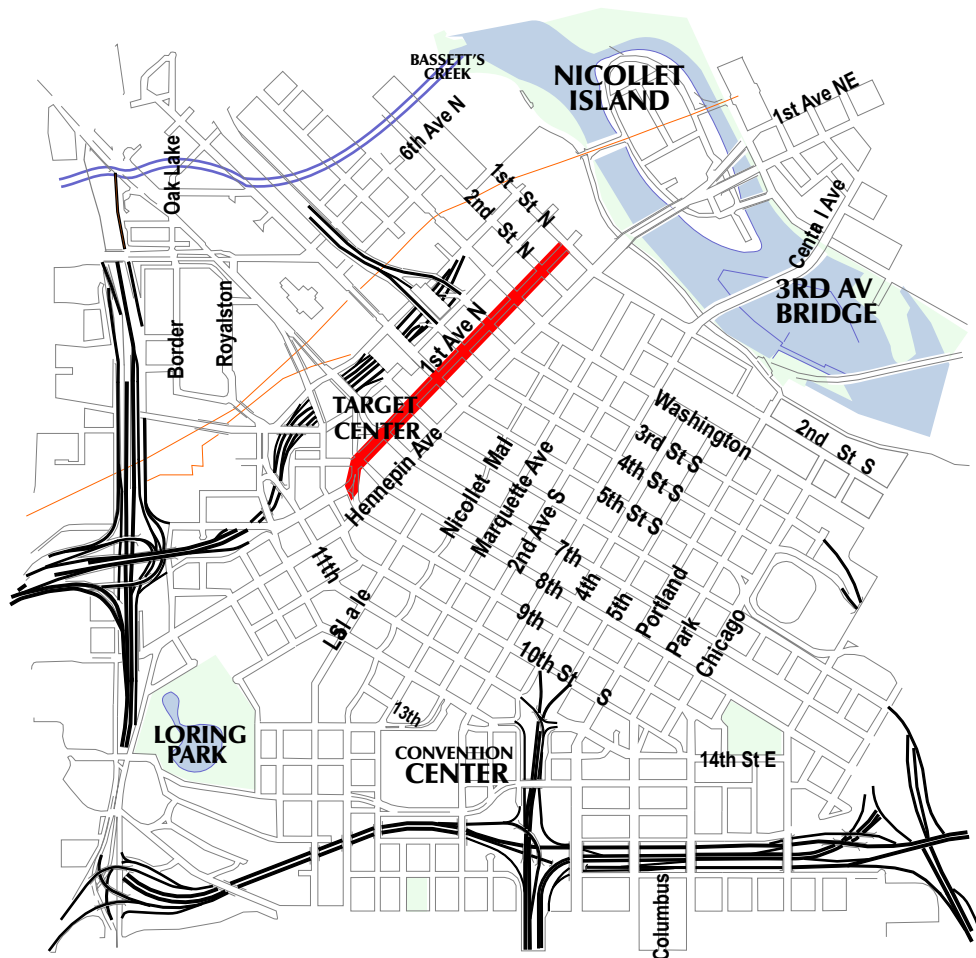 BASSETT'S
CREEK
NICOLLET
ISLAND
1st Ave NE
6th Ave N
Oak Lake
1st St N
2nd St N
Centa l Ave
3RD AV
BRIDGE
Royalston
Border
1st Ave N
TARGET
CENTER
Hennepin Ave
Washington
2nd St S
3rd St S
4th St S
5th St S
Nicollet Mal
Marquette Ave
2nd Ave S
7th
8th
9th
10th St S
4th
5th
Portland
Park
Chicago
11th
13th
LORING
PARK
CONVENTION
CENTER
14th St E
Columbus